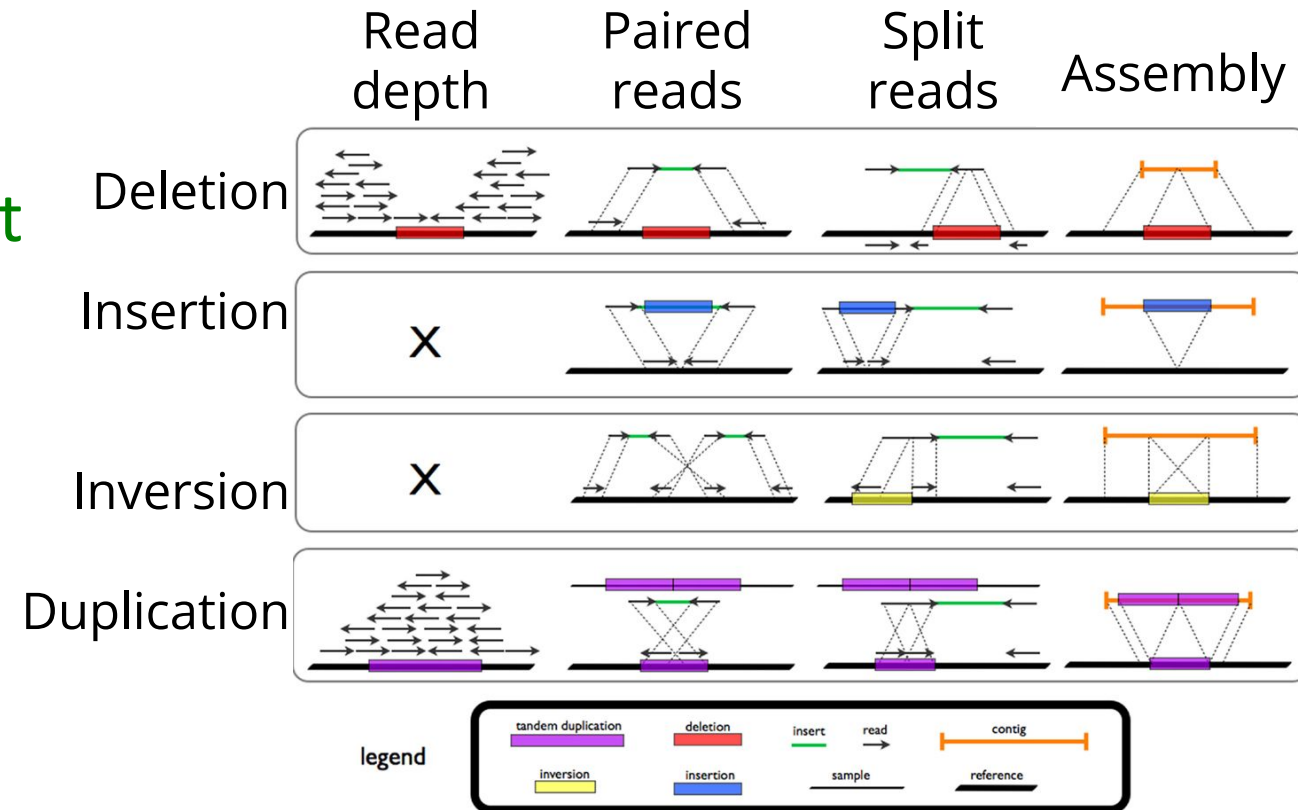 Read
depth
Paired
reads
Split
reads
Assembly
t
Deletion
Insertion
X
Inversion
X
Duplication
legend
tandem duplication
deletion
insert
read
contig
inversion
insertion
sample
reference